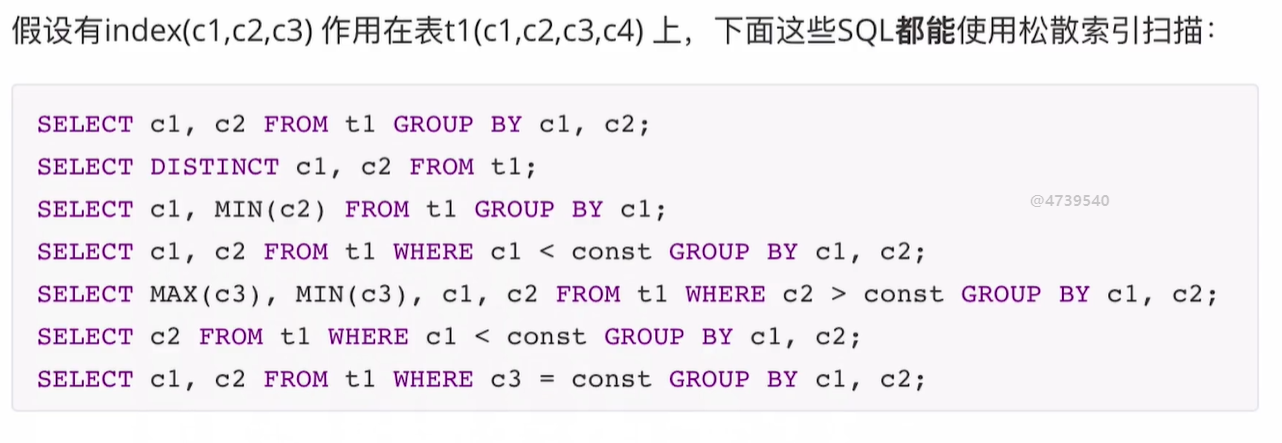 假设有index(c1,c2,c3) 作用在表t1(c1,c2,c3,c4) 上，下面这些SQL都能使用松散索引扫描：
SELECT c1, c2 FROM t1 GROUP BY c1, c2;
SELECT DISTINCT c1, c2 FROM t1;
SELECT c1, MIN(c2) FROM t1 GROUP BY c1;
@4739540
SELECT c1, c2 FROM t1 WHERE c1 < const GROUP BY c1, c2;
SELECT MAX(c3), MIN(c3), c1, c2 FROM t1 WHERE c2 > const GROUP BY c1, c2;
SELECT c2 FROM t1 WHERE c1 < const GROUP BY c1, c2;
SELECT c1, c2 FROM t1 WHERE c3 = const GROUP BY c1, c2;